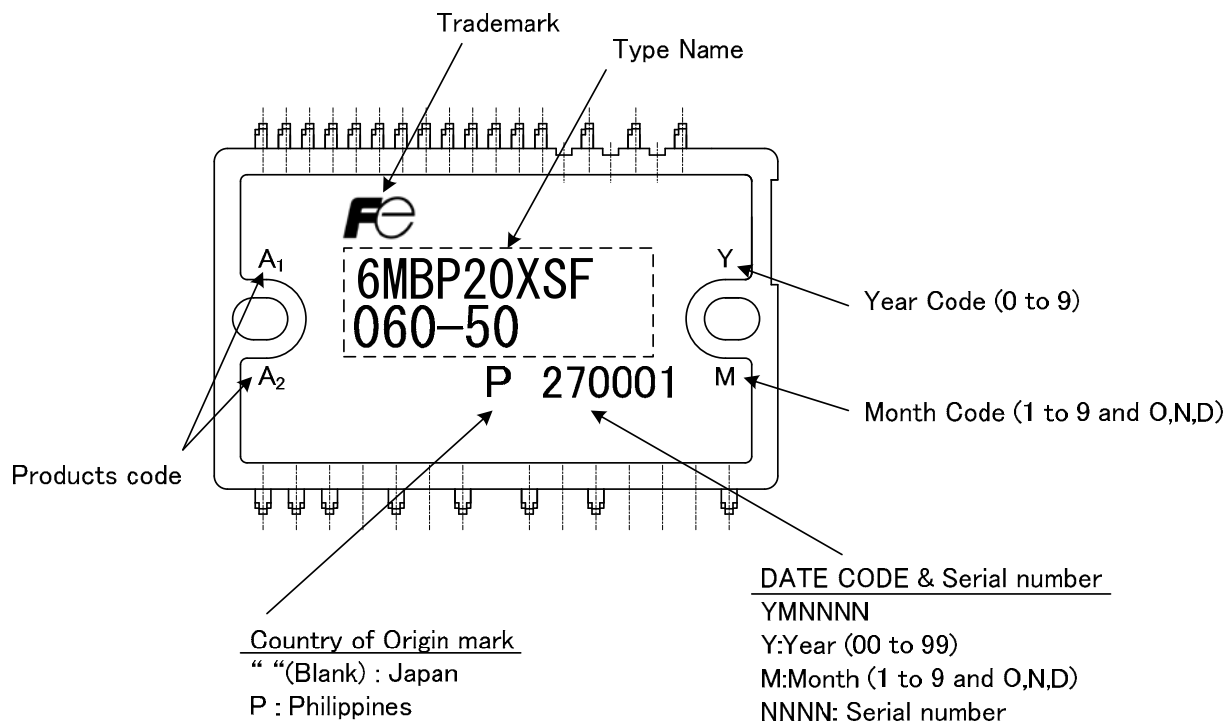 Trademark
Type Name
Fe
A1
Y
6MBP20XSF
060-50
Year Code (0 to 9)
A2
P 270001
M
Month Code (1 to 9 and O,N,D)
Products code
DATE CODE & Serial number
YMNNNN
Y:Year (00 to 99)
M:Month (1 to 9 and O,N,D)
NNNN: Serial number
Country of Origin mark
“ “(Blank) : Japan
P : Philippines